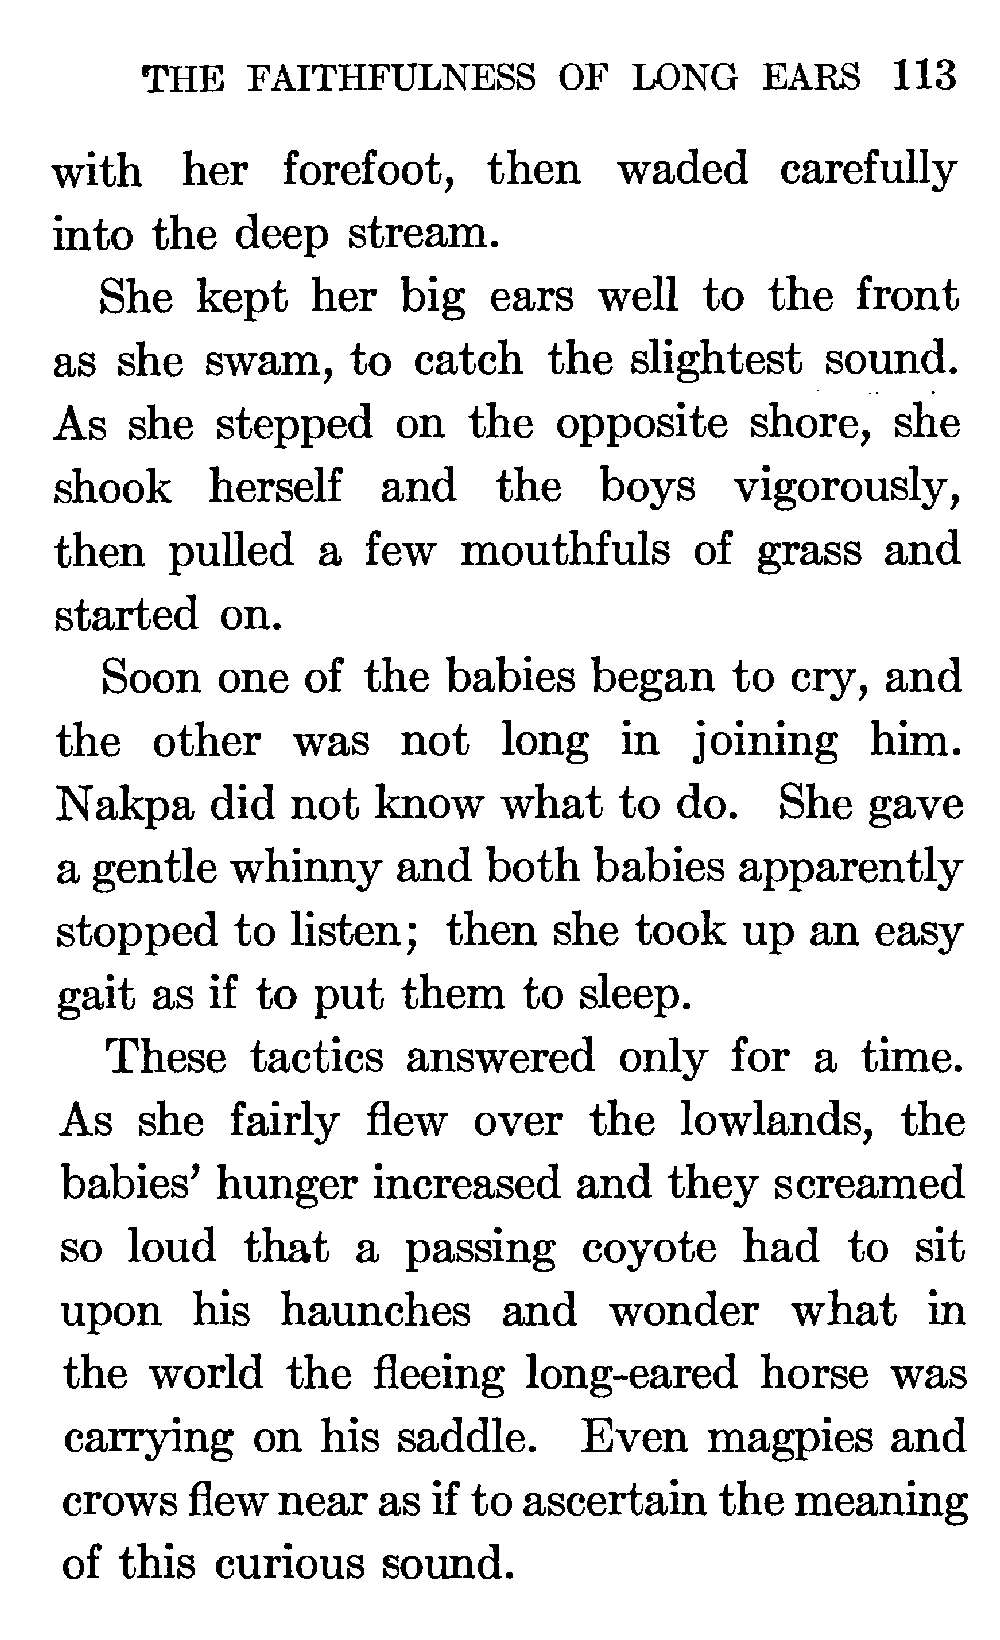 THE FAITHFULNESS OF LONG EARS 113
with her forefoot, then waded carefully
into the deep stream.
She kept her big ears well to the front
as she swam, to catch the slightest sound.
As she stepped on the opposite shore, she
shook herself and the boys vigorously,
then pulled a few mouthfuls of grass and
started on.
Soon one of the babies began to cry, and
the other was not long in joining him.
Nakpa did not know what to do. She gave
a gentle whinny and both babies apparently
stopped to listen; then she took up an easy
gait as if to put them to sleep.
These tactics answered only for a time.
As she fairly flew over the lowlands, the
babies' hunger increased and they screamed
so loud that a passing coyote had to sit
upon his haunches and wonder what in
the world the fleeing long-eared horse was
carrying on his saddle. Even magpies and
crows flew near as if to ascertain the meaning
of this curious sound.